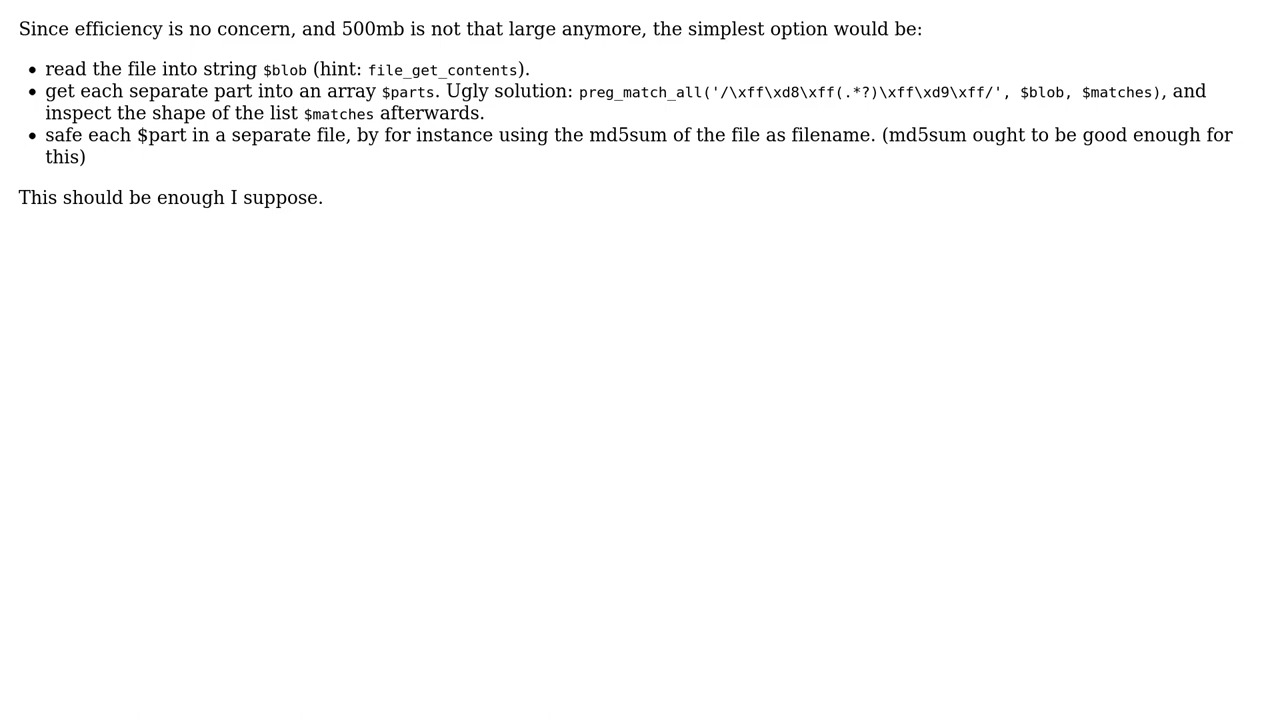 Since efficiency is no concern, and 500mb is not that large anymore, the simplest option would be:
• read the file into string $blob (hint: file_get_contents).
• get each separate part into an array $parts. Ugly solution: preg_match_all('/\xff\xd8\xff(.*?)\xff\xd9\xff/', $blob, $matches), and
inspect the shape of the list $matches afterwards.
• safe each $part in a separate file, by for instance using the md5sum of the file as filename. (md5sum ought to be good enough for
this)
This should be enough I suppose.